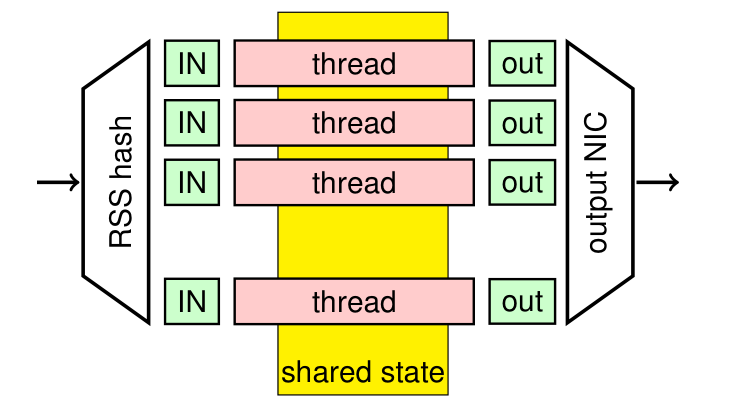 RSS hash
IN
thread
out
IN
thread
out
IN
thread
out
IN
thread
out
output NIC
shared state